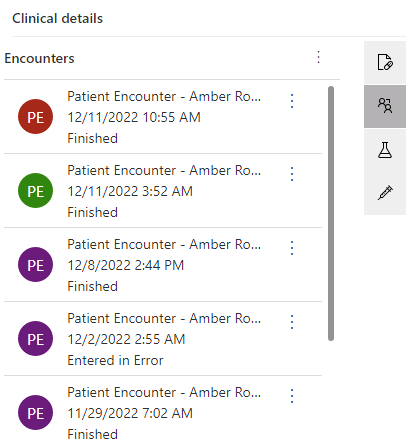 Clinical details
Encounters
PE
Patient Encounter - Amber Ro...
12/11/2022 10:55 AM
Finished
PE
Patient Encounter - Amber Ro...
12/11/2022 3:52 AM
Finished
PE
Patient Encounter - Amber Ro...
12/8/2022 2:44 PM
Finished
PE
Patient Encounter - Amber Ro...
12/2/2022 2:55 AM
Entered in Error
PE
Patient Encounter - Amber Ro...
11/29/2022 7:02 AM
Finished